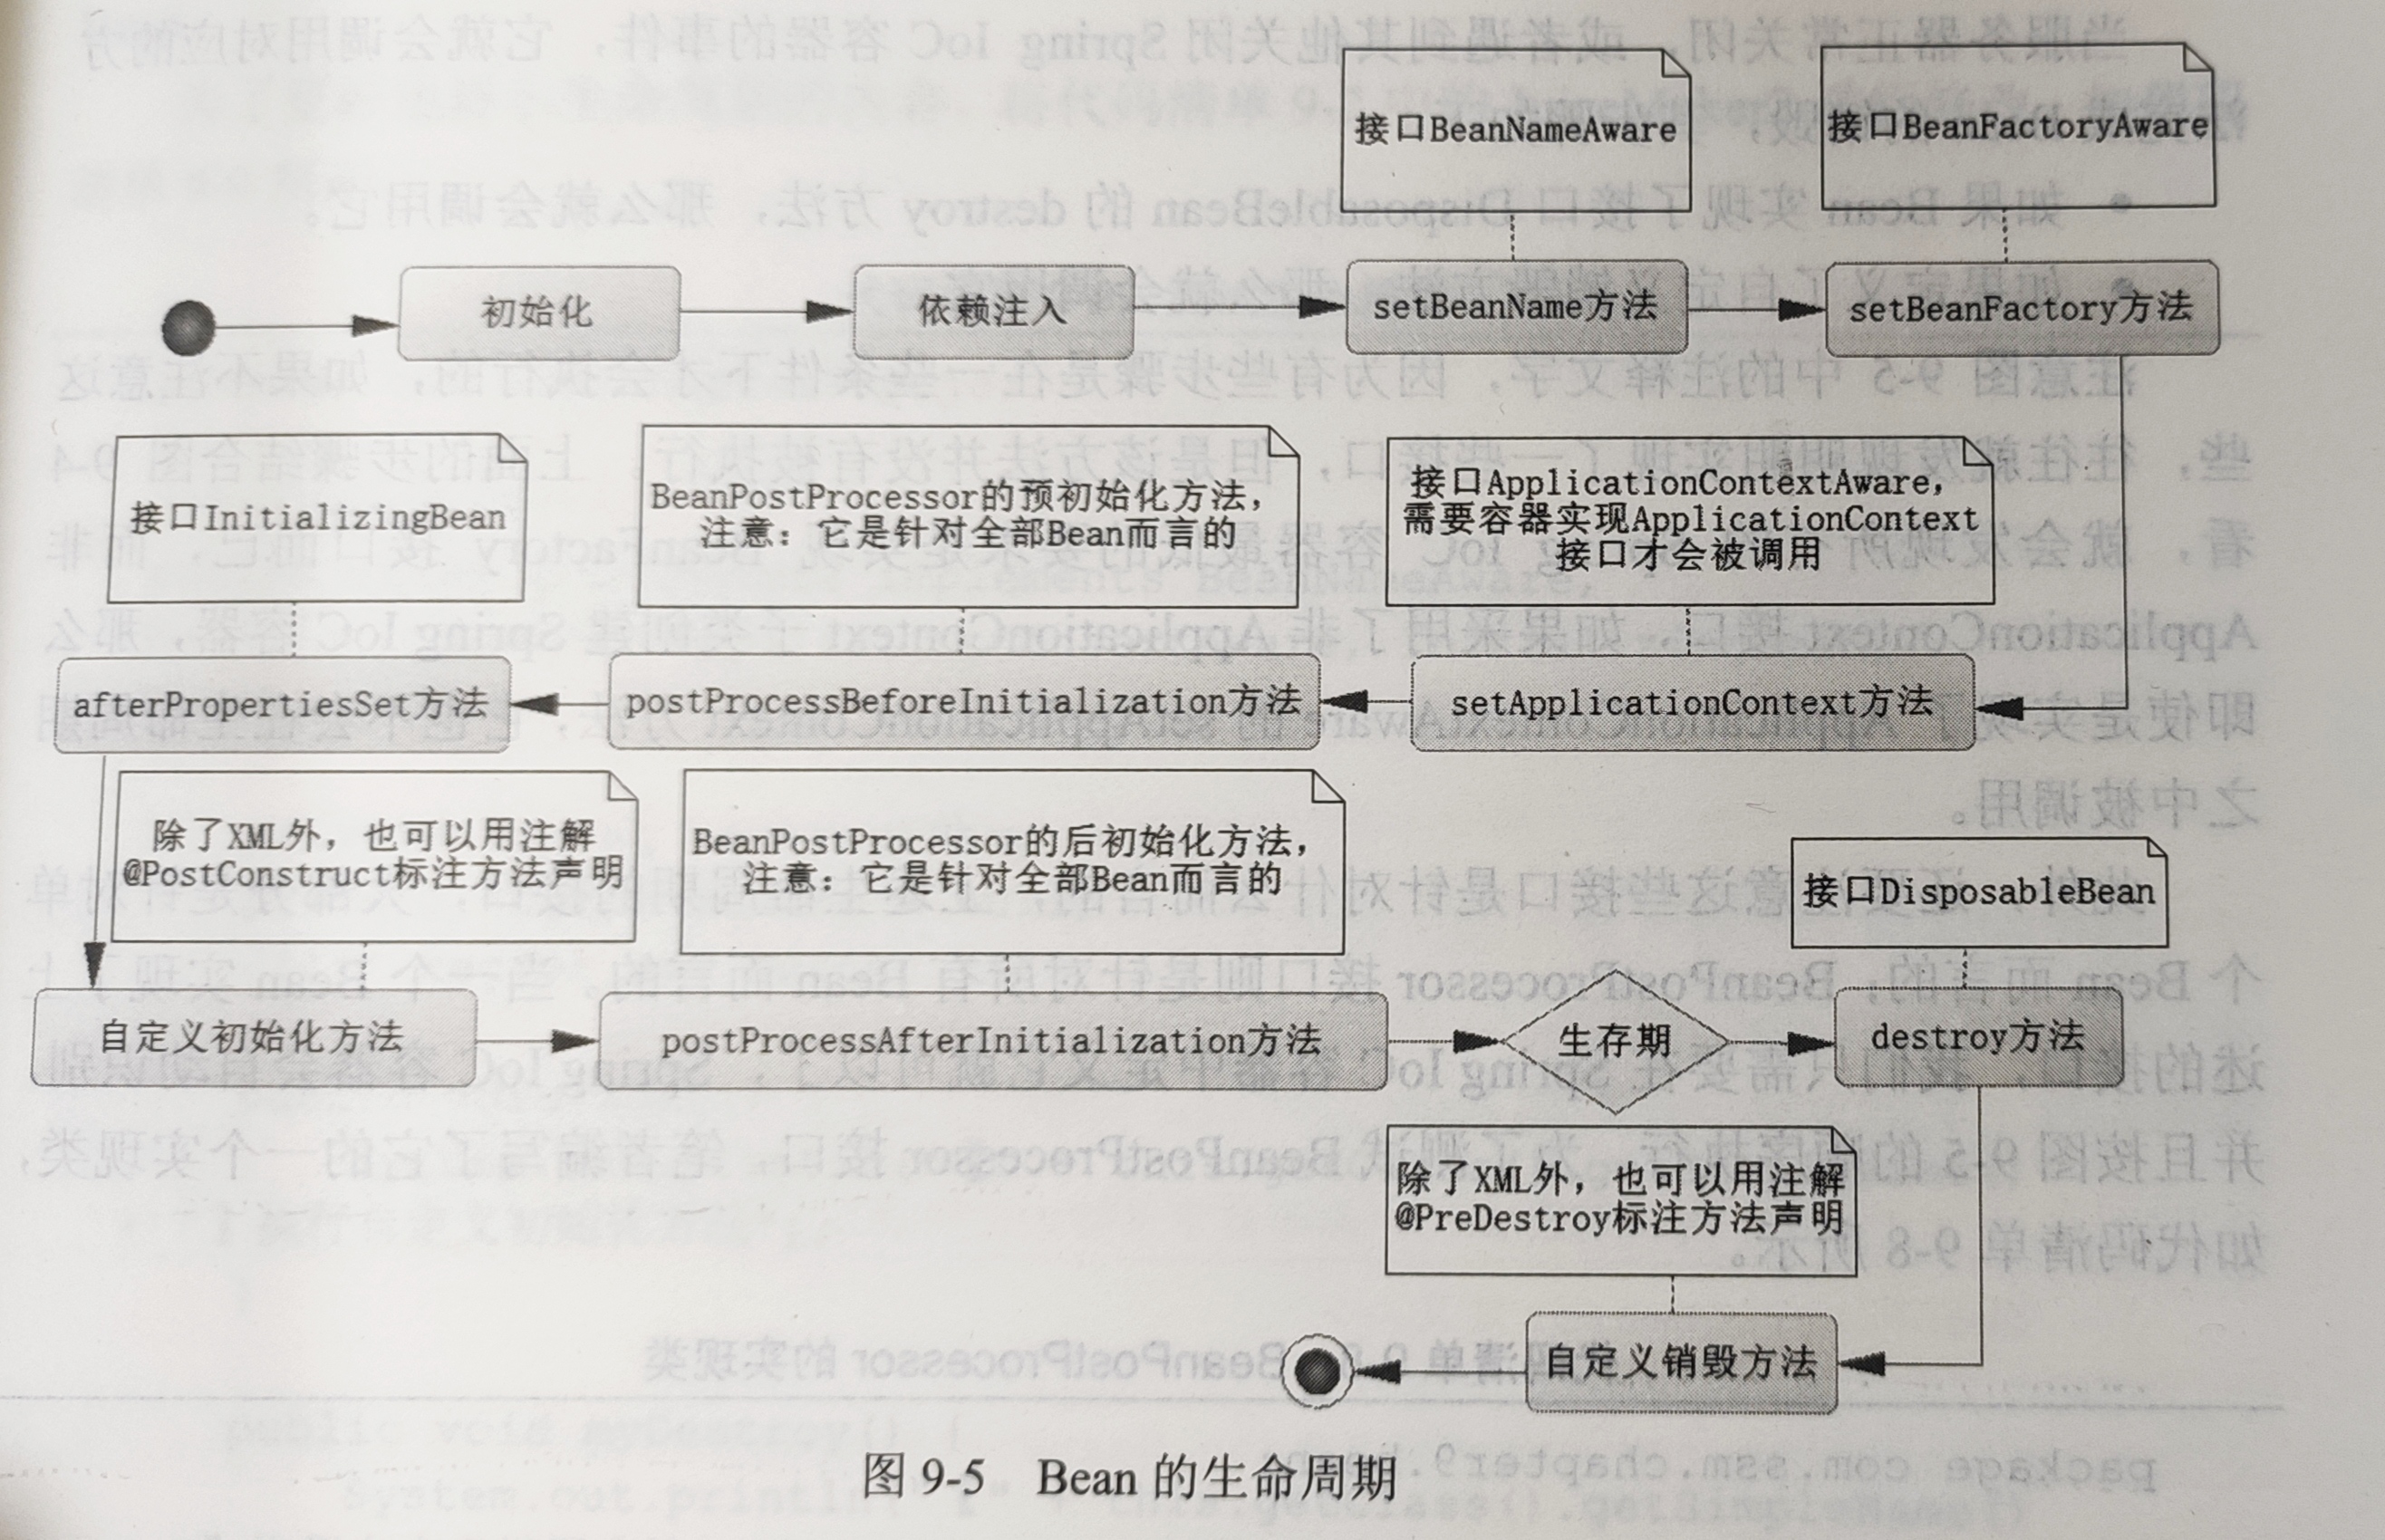 接口BeanNameAware
接口BeanFactoryAware
初始化
依赖注入
setBeanName方法
setBeanFactory方法
接口InitializingBean
BeanPostProcessor的预初始化方法，
注意：它是针对全部Bean而言的
接口ApplicationContextAware，
需要容器实现ApplicationContext
接口才会被调用
afterPropertiesSet方法
postProcessBeforeInitialization方法
setApplicationContext方法
除了XML外，也可以用注解
@PostConstruct标注方法声明
BeanPostProcessor的后初始化方法，
注意：它是针对全部Bean而言的
接口DisposableBean
自定义初始化方法
postProcessAfterInitialization方法
生存期
destroy方法
除了XML外，也可以用注解
@PreDestroy标注方法声明
自定义销毁方法
图 9-5 Bean 的生命周期